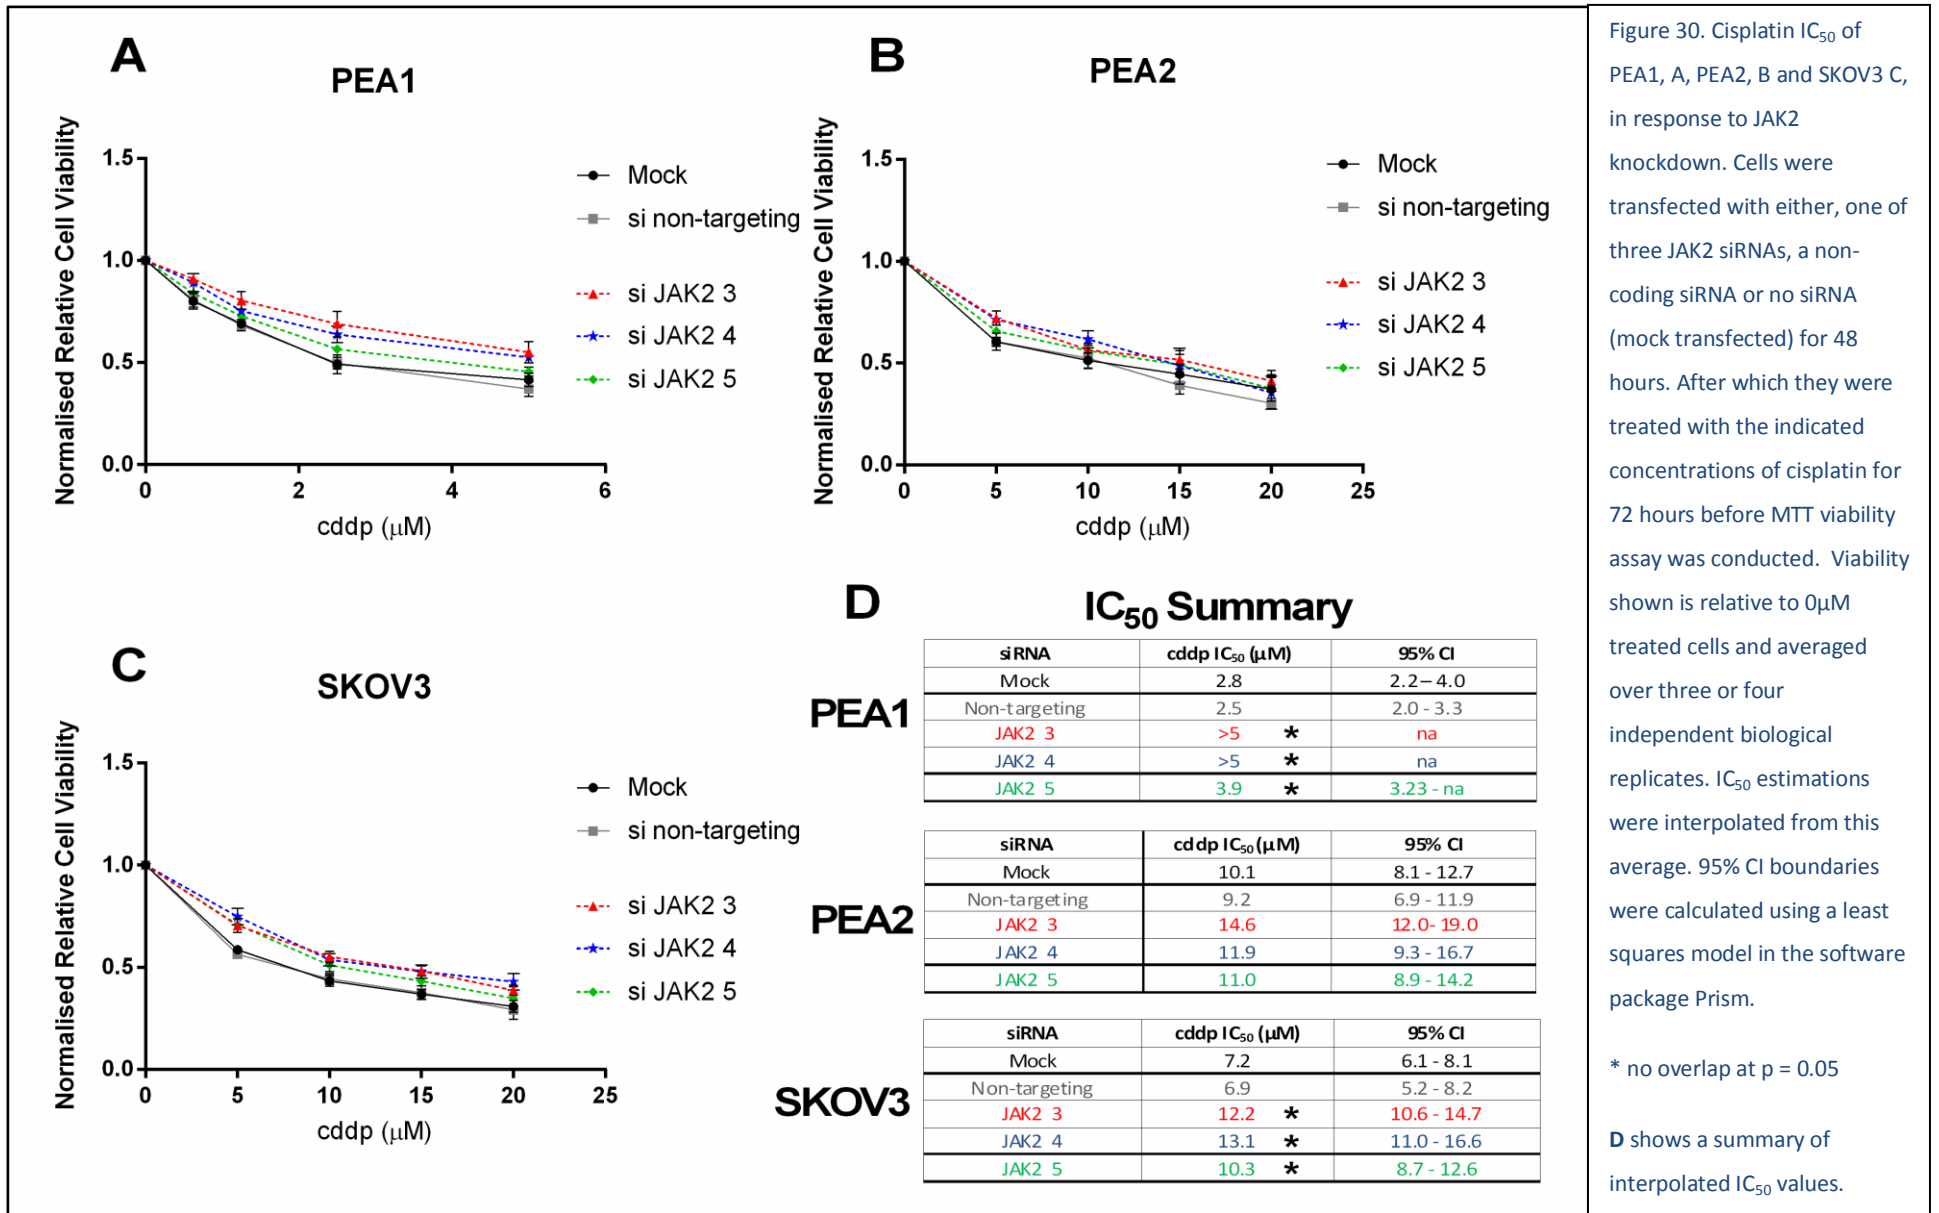 A
PEA1
Normalised Relative Cell Viability
1.5
1.0
0.5
0.0
0 2 4 6
cddp (µM)
Mock
si non-targeting
si JAK2 3
si JAK2 4
si JAK2 5
B
PEA2
Normalised Relative Cell Viability
1.5
1.0
0.5
0.0
0 5 10 15 20 25
cddp (µM)
Mock
si non-targeting
si JAK2 3
si JAK2 4
si JAK2 5
C
SKOV3
Normalised Relative Cell Viability
1.5
1.0
0.5
0.0
0 5 10 15 20 25
cddp (µM)
Mock
si non-targeting
si JAK2 3
si JAK2 4
si JAK2 5
D
IC50 Summary
PEA1
siRNA cddp IC50 (µM) 95% CI
Mock 2.8 2.2– 4.0
Non-targeting 2.5 2.0 - 3.3
JAK2 3 >5 * na
JAK2 4 >5 * na
JAK2 5 3.9 * 3.23 - na
PEA2
siRNA cddp IC50 (µM) 95% CI
Mock 10.1 8.1 - 12.7
Non-targeting 9.2 6.9 - 11.9
JAK2 3 14.6 12.0- 19.0
JAK2 4 11.9 9.3 - 16.7
JAK2 5 11.0 8.9 - 14.2
SKOV3
siRNA cddp IC50 (µM) 95% CI
Mock 7.2 6.1 - 8.1
Non-targeting 6.9 5.2 - 8.2
JAK2 3 12.2 * 10.6 - 14.7
JAK2 4 13.1 * 11.0 - 16.6
JAK2 5 10.3 * 8.7 - 12.6
Figure 30. Cisplatin IC50 of
PEA1, A, PEA2, B and SKOV3 C,
in response to JAK2
knockdown. Cells were
transfected with either, one of
three JAK2 siRNAs, a non-
coding siRNA or no siRNA
(mock transfected) for 48
hours. After which they were
treated with the indicated
concentrations of cisplatin for
72 hours before MTT viability
assay was conducted. Viability
shown is relative to 0µM
treated cells and averaged
over three or four
independent biological
replicates. IC50 estimations
were interpolated from this
average. 95% CI boundaries
were calculated using a least
squares model in the software
package Prism.
* no overlap at p = 0.05
D shows a summary of
interpolated IC50 values.